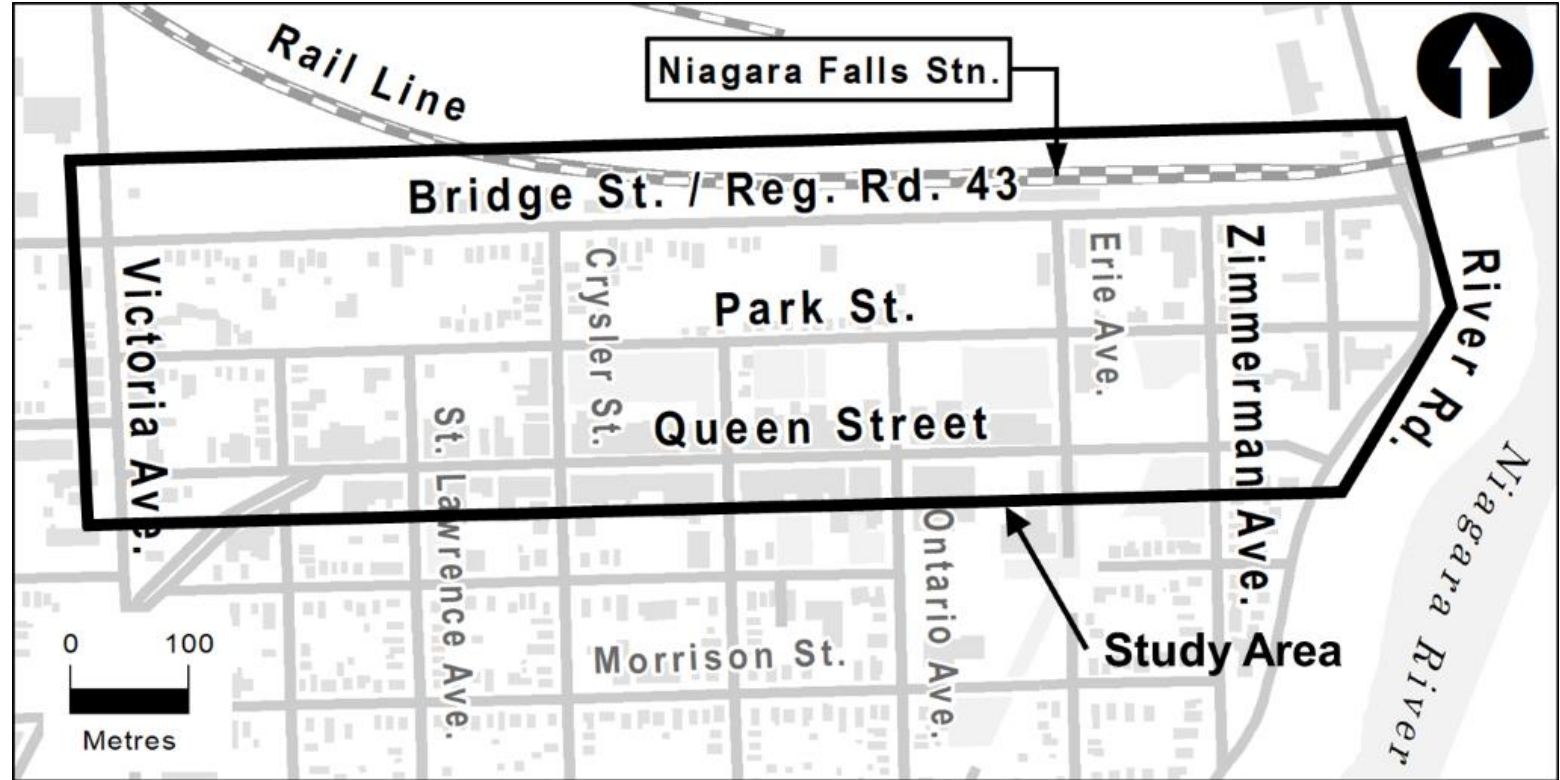 Rail Line
Niagara Falls Stn.
Bridge St. / Reg. Rd. 43
Victoria Ave.
Crysler St.
Park St.
Erie Ave.
Zimmerman Ave.
River Rd.
St. Lawrence Ave.
Queen Street
Ontario Ave.
Niagara River
0 100
Metres
Morrison St.
Study Area